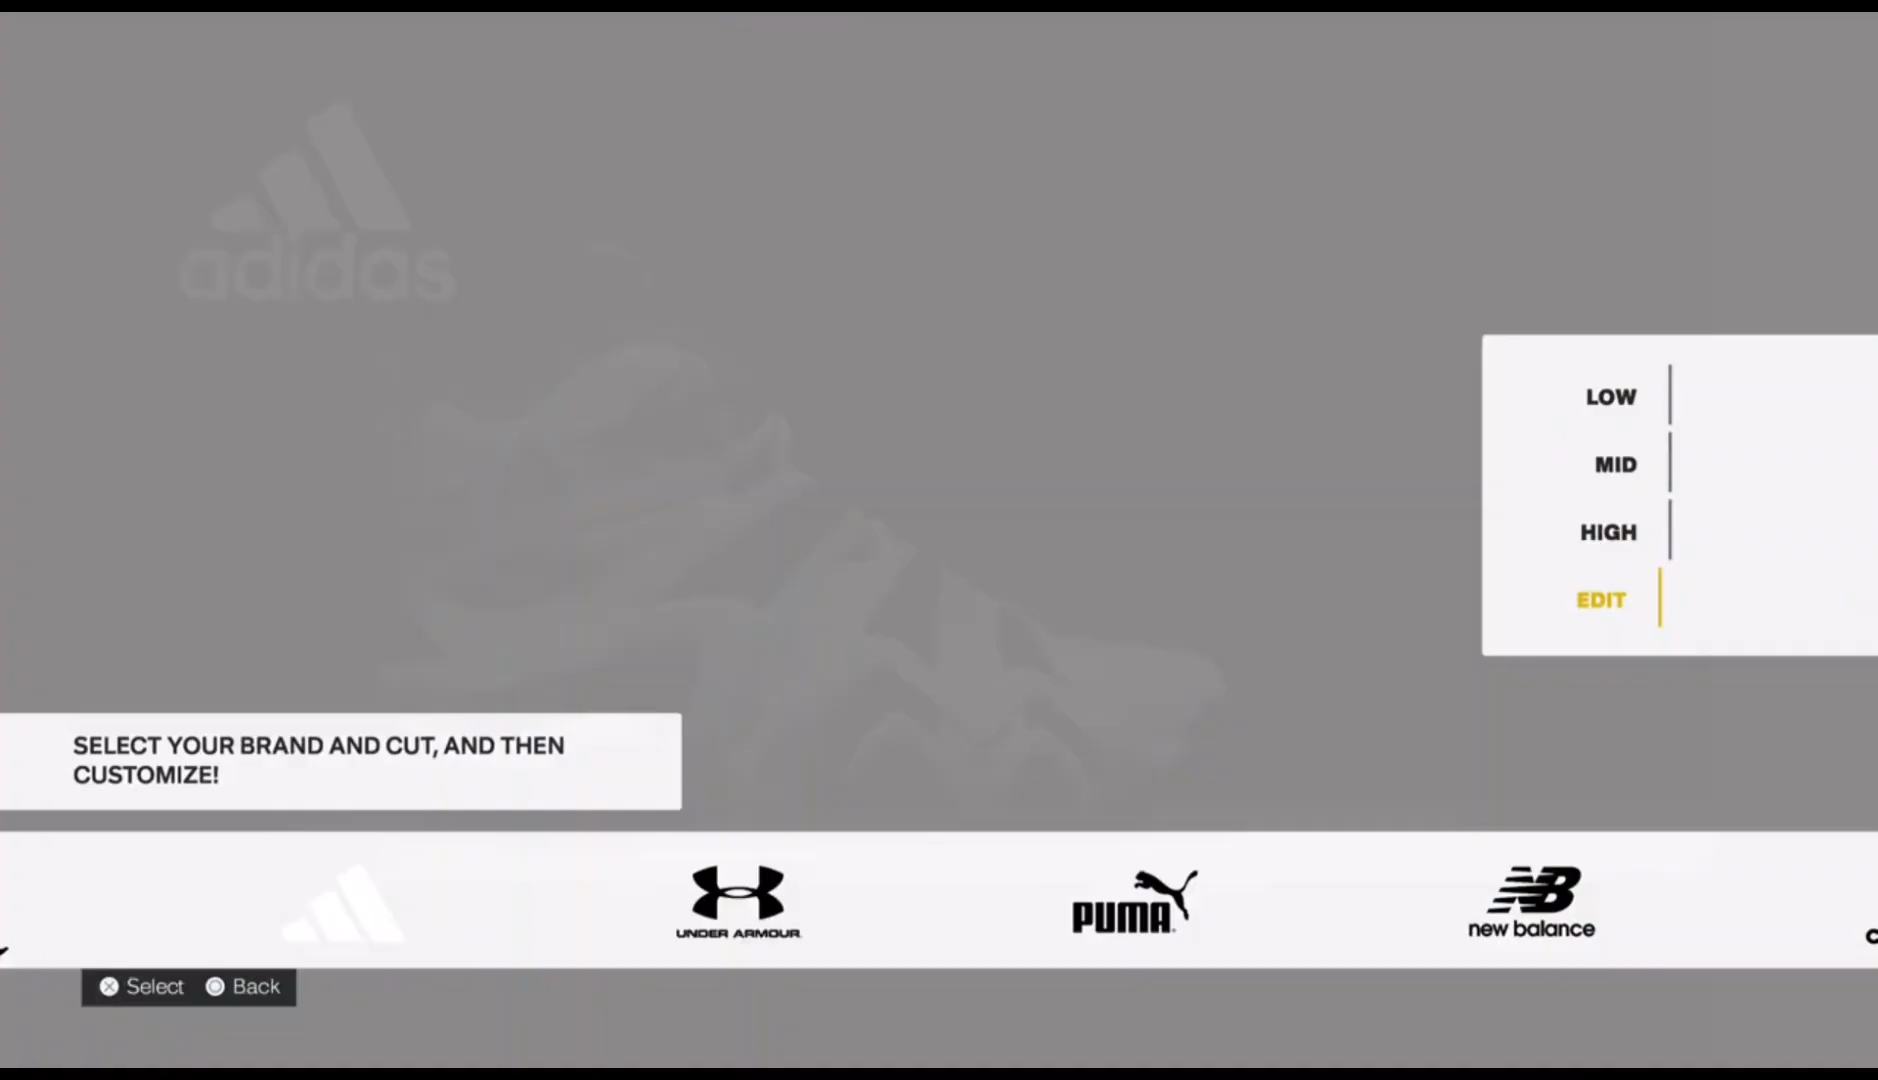 adidas
LOW
MID
HIGH
EDIT
SELECT YOUR BRAND AND CUT, AND THEN
CUSTOMIZE!
UNDER ARMOUR
PUMA
NB
new balance
Select Back